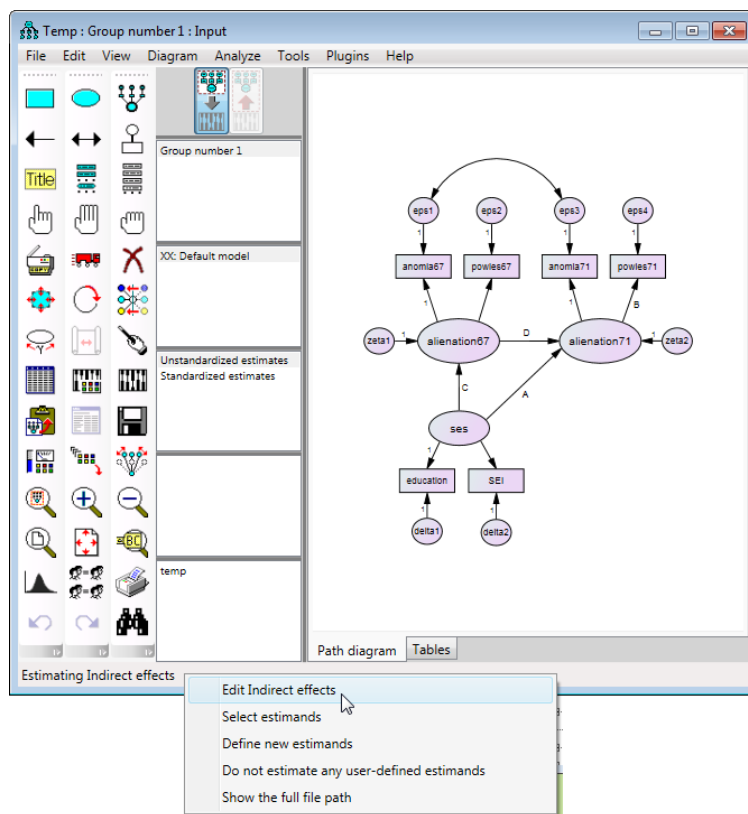 Temp : Group number 1 : Input
File Edit View Diagram Analyze Tools Plugins Help
Title
Group number 1
XX: Default model
Unstandardized estimates
Standardized estimates
temp
eps1 eps2 eps3 eps4
1 1 1 1
anomia67 powles67 anomia71 powles71
1 1 B
zeta1 1 alienation67 D alienation71 1 zeta2
C A
ses
1
education SEI
1 1
delta1 delta2
Path diagram Tables
Estimating Indirect effects
Edit Indirect effects
Select estimands
Define new estimands
Do not estimate any user-defined estimands
Show the full file path